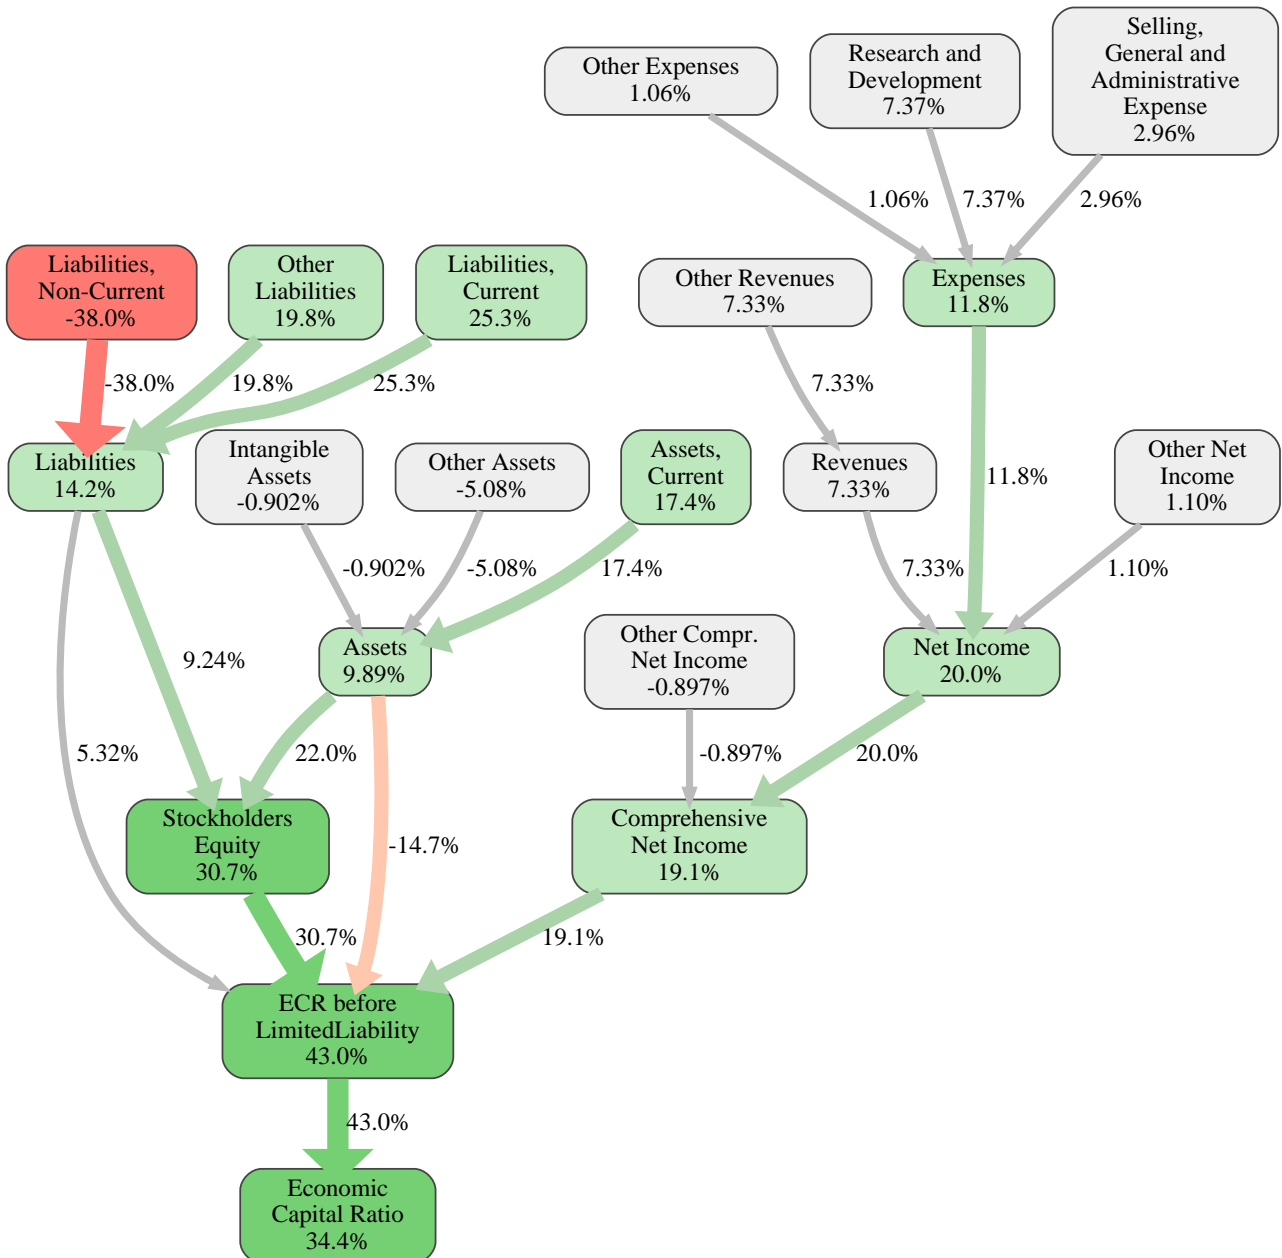 Other Expenses
1.06%
Research and
Development
7.37%
Selling,
General and
Administrative
Expense
2.96%
1.06%
7.37%
2.96%
Liabilities,
Non-Current
-38.0%
Other
Liabilities
19.8%
Liabilities,
Current
25.3%
Other Revenues
7.33%
Expenses
11.8%
-38.0%
19.8%
25.3%
7.33%
Liabilities
14.2%
Intangible
Assets
-0.902%
Other Assets
-5.08%
Assets,
Current
17.4%
Revenues
7.33%
11.8%
Other Net
Income
1.10%
-0.902%
-5.08%
17.4%
7.33%
1.10%
9.24%
Assets
9.89%
Other Compr.
Net Income
-0.897%
Net Income
20.0%
5.32%
22.0%
-0.897%
20.0%
Stockholders
Equity
30.7%
-14.7%
Comprehensive
Net Income
19.1%
30.7%
19.1%
ECR before
LimitedLiability
43.0%
43.0%
Economic
Capital Ratio
34.4%